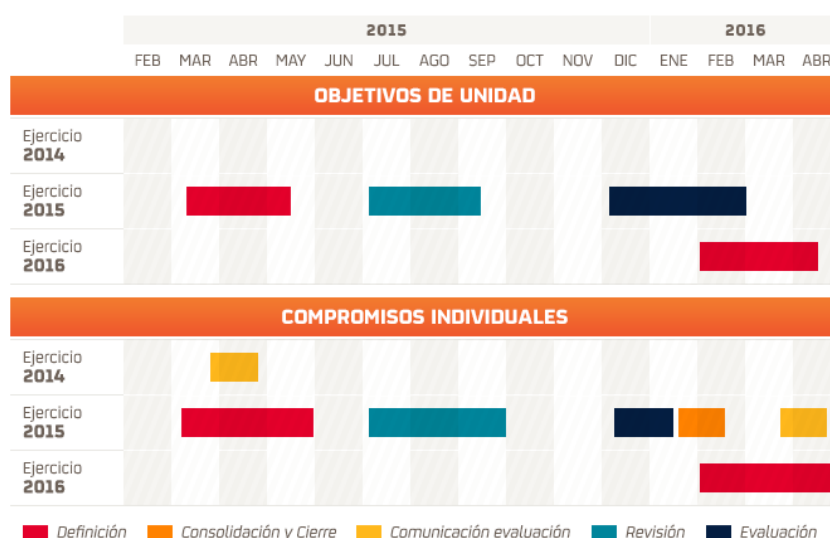 2015 2016
FEB MAR ABR MAY JUN JUL AGO SEP OCT NOV DIC ENE FEB MAR ABR
OBJETIVOS DE UNIDAD
Ejercicio
2014
Ejercicio
2015
Ejercicio
2016
COMPROMISOS INDIVIDUALES
Ejercicio
2014
Ejercicio
2015
Ejercicio
2016
Definición Consolidación y Cierre Comunicación evaluación Revisión Evaluación